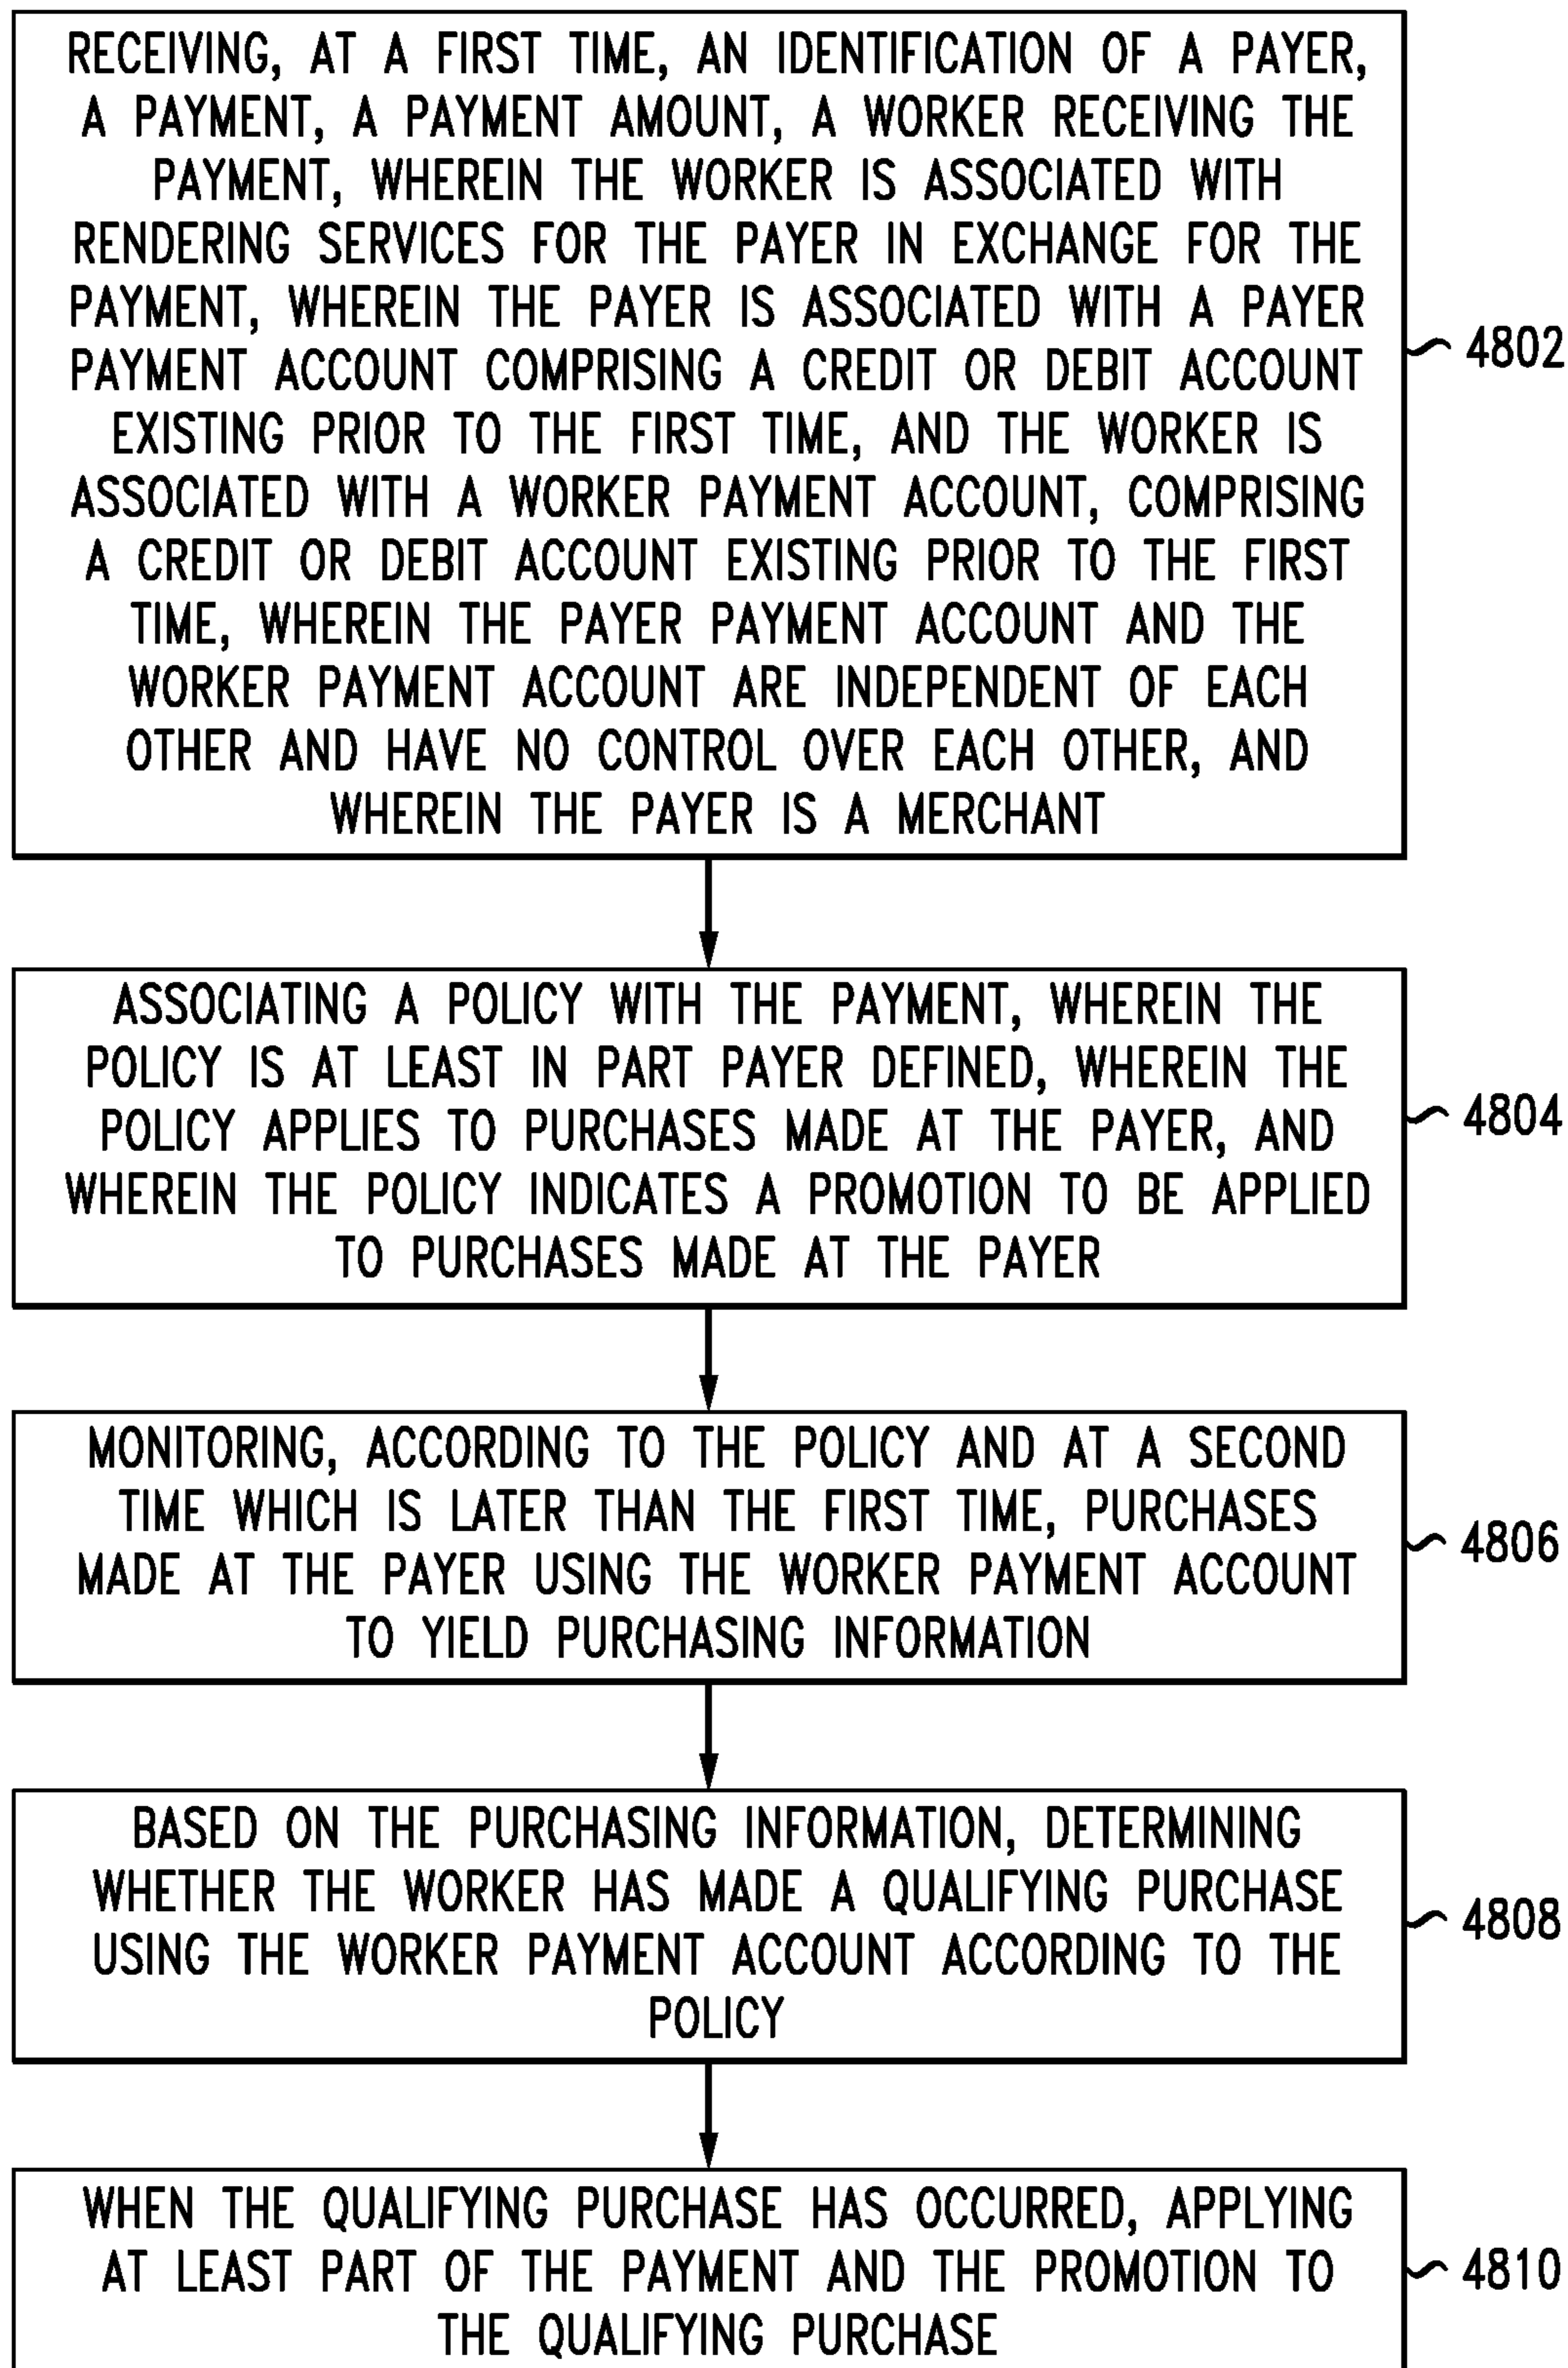 RECEIVING, AT A FIRST TIME, AN IDENTIFICATION OF A PAYER,
A PAYMENT, A PAYMENT AMOUNT, A WORKER RECEIVING THE
PAYMENT, WHEREIN THE WORKER IS ASSOCIATED WITH
RENDERING SERVICES FOR THE PAYER IN EXCHANGE FOR THE
PAYMENT, WHEREIN THE PAYER IS ASSOCIATED WITH A PAYER
PAYMENT ACCOUNT COMPRISING A CREDIT OR DEBIT ACCOUNT
EXISTING PRIOR TO THE FIRST TIME, AND THE WORKER IS
ASSOCIATED WITH A WORKER PAYMENT ACCOUNT, COMPRISING
A CREDIT OR DEBIT ACCOUNT EXISTING PRIOR TO THE FIRST
TIME, WHEREIN THE PAYER PAYMENT ACCOUNT AND THE
WORKER PAYMENT ACCOUNT ARE INDEPENDENT OF EACH
OTHER AND HAVE NO CONTROL OVER EACH OTHER, AND
WHEREIN THE PAYER IS A MERCHANT
4802
ASSOCIATING A POLICY WITH THE PAYMENT, WHEREIN THE
POLICY IS AT LEAST IN PART PAYER DEFINED, WHEREIN THE
POLICY APPLIES TO PURCHASES MADE AT THE PAYER, AND
WHEREIN THE POLICY INDICATES A PROMOTION TO BE APPLIED
TO PURCHASES MADE AT THE PAYER
4804
MONITORING, ACCORDING TO THE POLICY AND AT A SECOND
TIME WHICH IS LATER THAN THE FIRST TIME, PURCHASES
MADE AT THE PAYER USING THE WORKER PAYMENT ACCOUNT
TO YIELD PURCHASING INFORMATION
4806
BASED ON THE PURCHASING INFORMATION, DETERMINING
WHETHER THE WORKER HAS MADE A QUALIFYING PURCHASE
USING THE WORKER PAYMENT ACCOUNT ACCORDING TO THE
POLICY
4808
WHEN THE QUALIFYING PURCHASE HAS OCCURRED, APPLYING
AT LEAST PART OF THE PAYMENT AND THE PROMOTION TO
THE QUALIFYING PURCHASE
4810